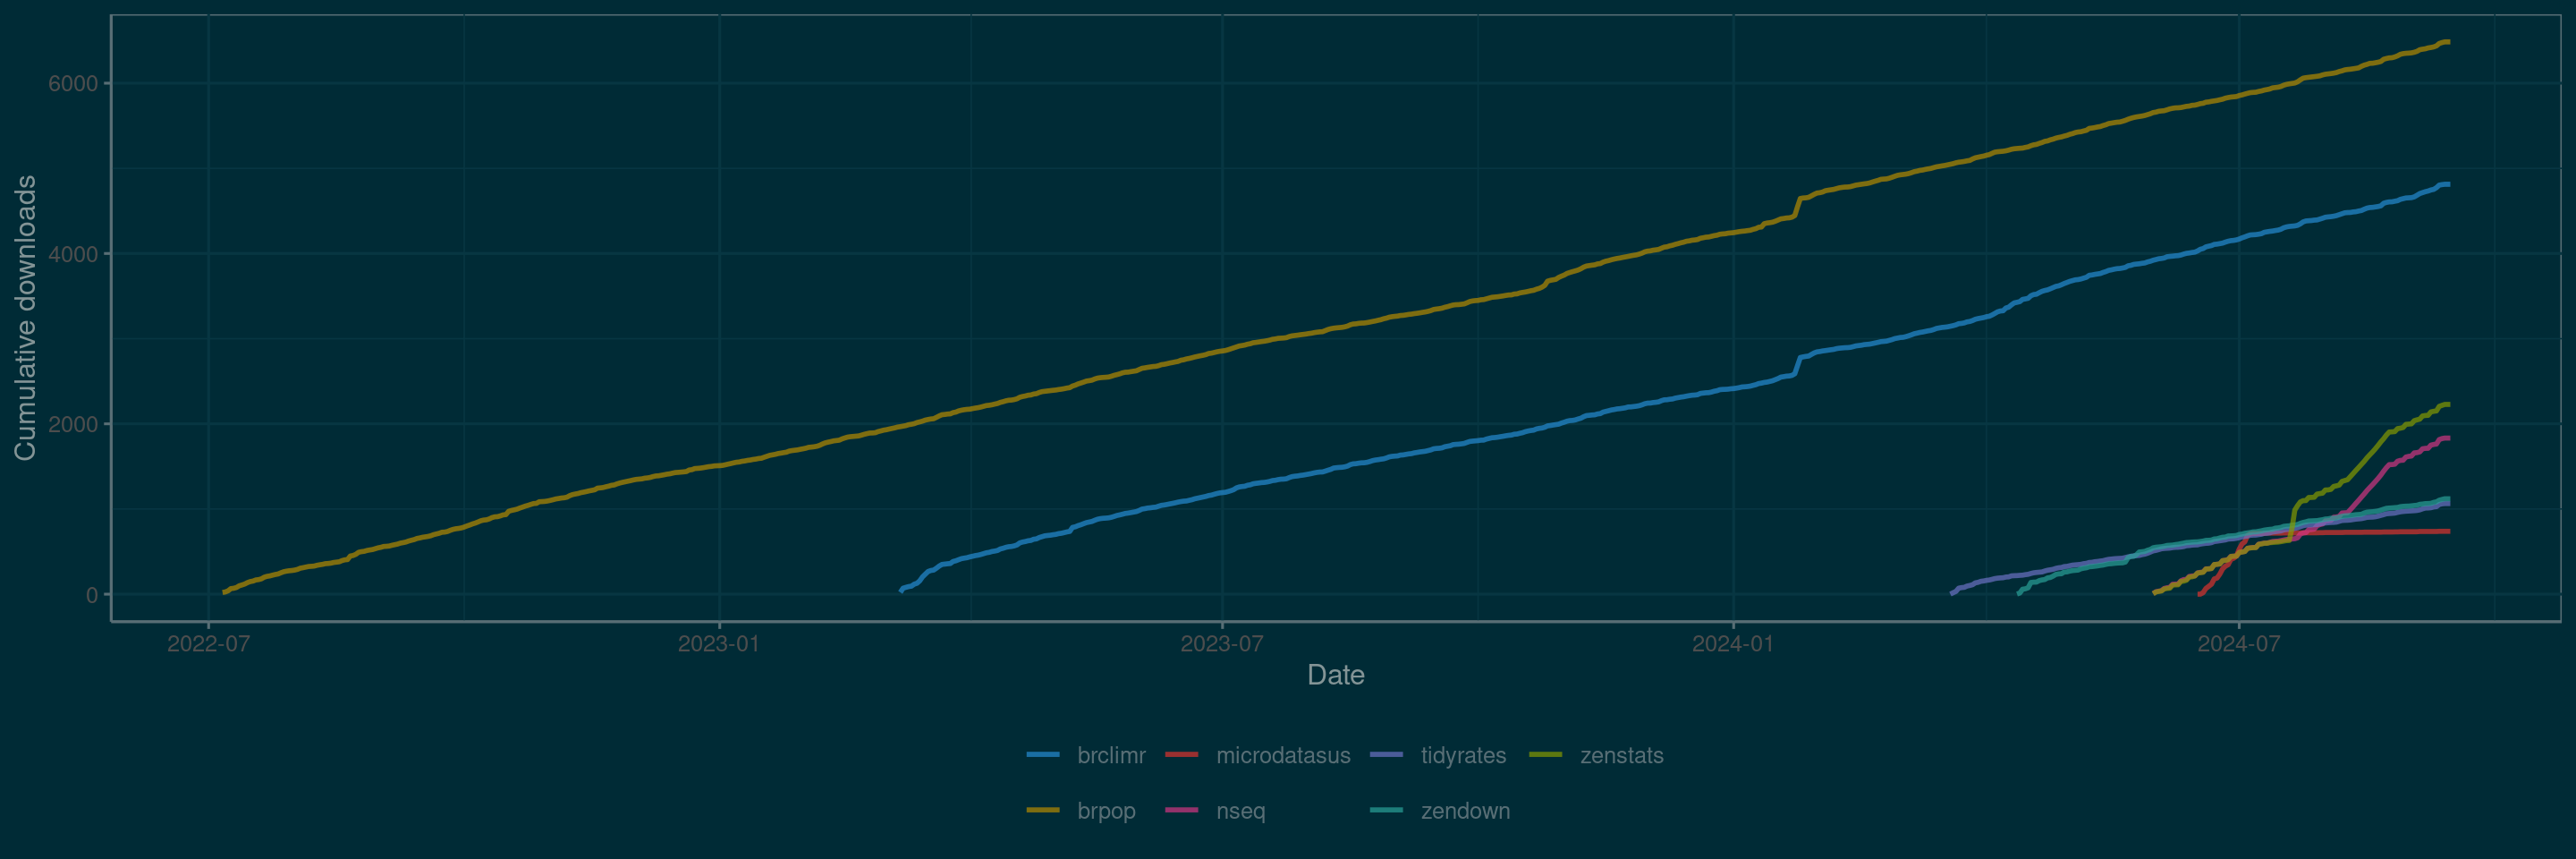 Cumulative downloads
6000
4000
2000
0
2022-07 2023-01 2023-07 2024-01 2024-07
Date
brclimr microdatasus tidyrates zenstats
brpop nseq zendown